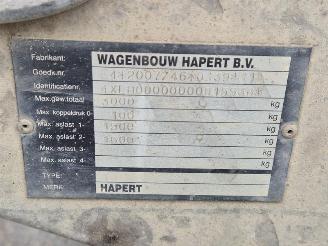 Fabrikant: WAGENBOUW HAPERT B.V.
Goedk.nr.
Identificatienr.
Max.gew.totaal 3000 kg
Max koppeldruk 0- 100 kg
Max. aslast 1- 1500 kg
Max. aslast 2- 1500 kg
Max. aslast 3- kg
Max. aslast 4- kg
TYPE:
MERK: HAPERT